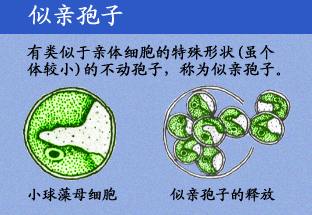 似亲孢子
有类似于亲体细胞的特殊形状(虽个
体较小)的不动孢子，称为似亲孢子。
小球藻母细胞
似亲孢子的释放